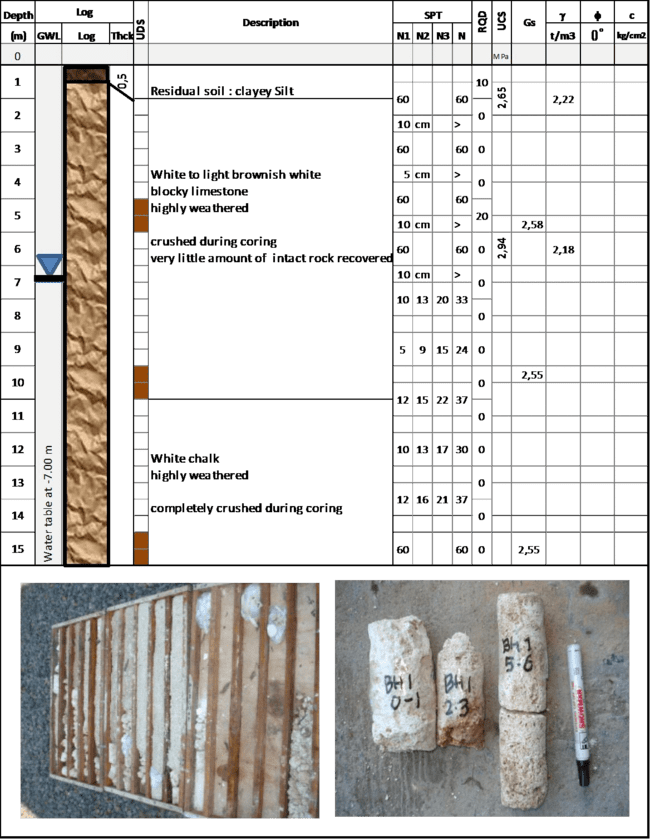 Depth Log UDS Description SPT RQD UCS Gs γ ϕ c
(m) GWL Log Thck N1 N2 N3 N t/m3 0° kg/cm2
0 MPa
1 0,5 Residual soil : clayey Silt 10 2,65
60 60 2,22
2 0
10 cm >
3 60 60 0
4 White to light brownish white 5 cm > 0
blocky limestone
highly weathered 60 60
5 20
10 cm > 2,58
crushed during coring
6 very little amount of intact rock recovered 60 60 0 2,94 2,18
10 cm >
7 0
10 13 20 33
8 0
9 5 9 15 24 0
10 0 2,55
12 15 22 37
11 0
12 10 13 17 30 0
White chalk
highly weathered
13 0
12 16 21 37
completely crushed during coring
14 0
15 60 60 0 2,55
Water table at -7.00 m
BH1
0-1
BH1
2-3
BH1
5-6
SNOWMAN